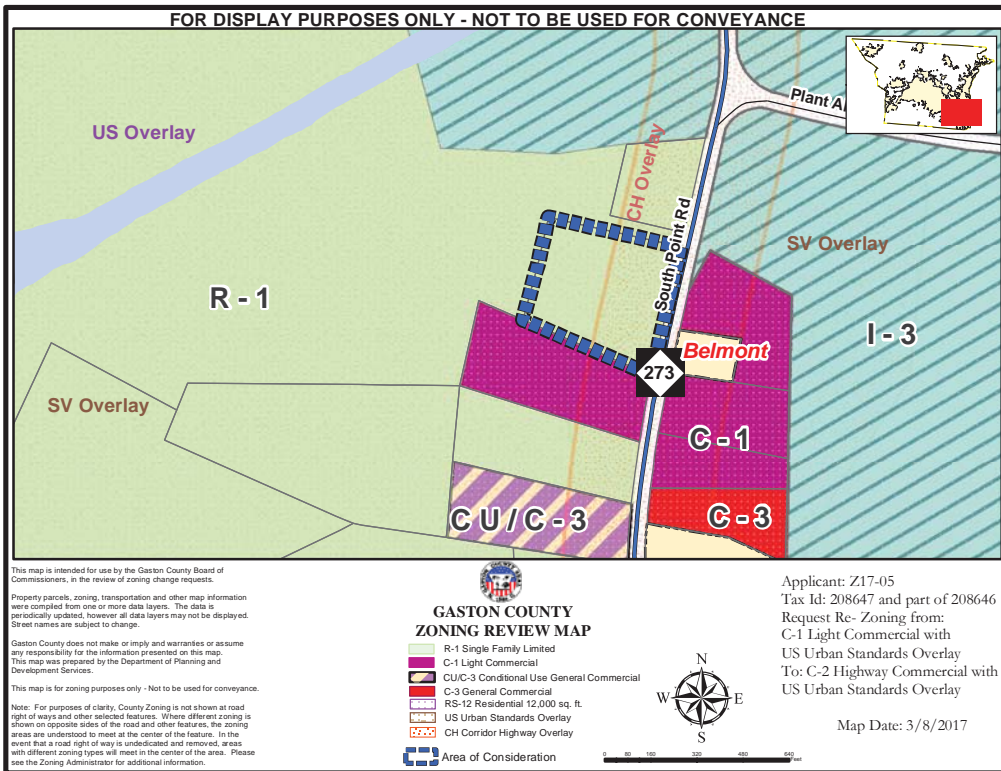 FOR DISPLAY PURPOSES ONLY - NOT TO BE USED FOR CONVEYANCE
US Overlay
CH Overlay
South Point Rd
SV Overlay
R - 1
I - 3
Belmont
273
SV Overlay
C - 1
CU / C - 3
C - 3
This map is intended for use by the Gaston County Board of
Commissioners, in the review of zoning change requests.
Property parcels, zoning, transportation and other map information
were compiled from one or more data layers. The data is
periodically updated, however all data layers may not be displayed.
Street names are subject to change.
Gaston County does not make or imply and warranties or assume
any responsibility for the information presented on this map.
This map was prepared by the Department of Planning and
Development Services.
This map is for zoning purposes only - Not to be used for conveyance.
Note: For purposes of clarity, County Zoning is not shown at road
right of ways and other selected features. Where different zoning is
shown on opposite sides of the road and other features, the zoning
areas are understood to meet at the center of the feature. In the
event that a road right of way is undedicated and removed, areas
with different zoning types will meet in the center of the area. Please
see the Zoning Administrator for additional information.
GASTON COUNTY
ZONING REVIEW MAP
R-1 Single Family Limited
C-1 Light Commercial
CU/C-3 Conditional Use General Commercial
C-3 General Commercial
RS-12 Residential 12,000 sq. ft.
US Urban Standards Overlay
CH Corridor Highway Overlay
Area of Consideration
N
W E
S
0 80 160 320 480 640
Feet
Applicant: Z17-05
Tax Id: 208647 and part of 208646
Request Re- Zoning from:
C-1 Light Commercial with
US Urban Standards Overlay
To: C-2 Highway Commercial with
US Urban Standards Overlay
Map Date: 3/8/2017
Plant